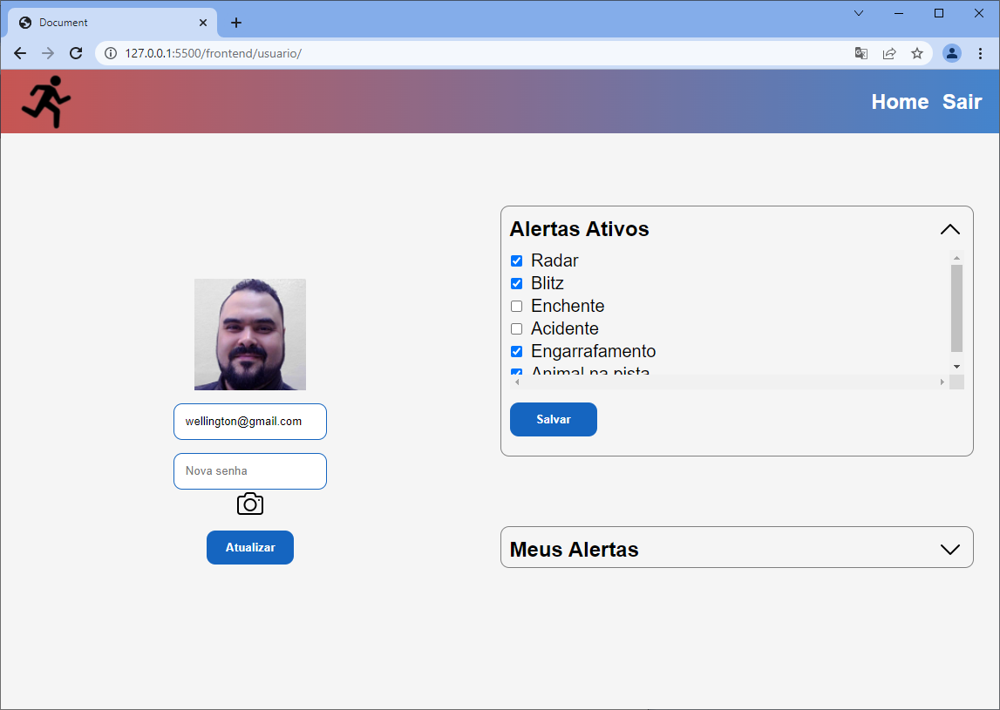 Document
127.0.0.1:5500/frontend/usuario/
Home Sair
wellington@gmail.com
Nova senha
Atualizar
Alertas Ativos
Radar
Blitz
Enchente
Acidente
Engarrafamento
Animal na pista
Salvar
Meus Alertas